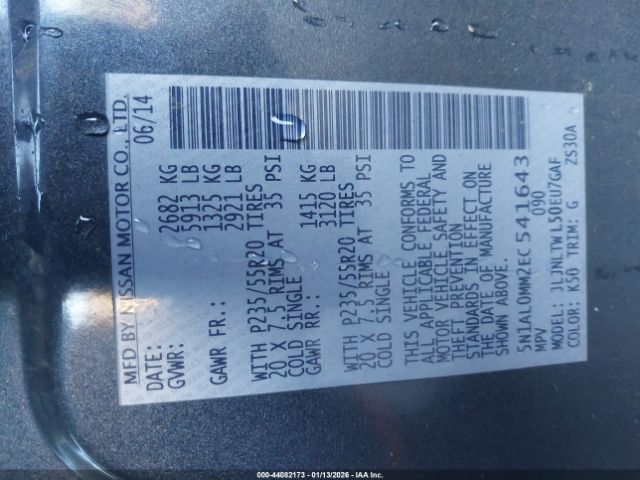 MFD BY NISSAN MOTOR CO., LTD.
DATE: 06/14
GVWR: 2682 KG
5913 LB
GAWR FR.: 1325 KG
2921 LB
WITH P235/55R20 TIRES
20 X 7.5 RIMS AT 35 PSI
COLD SINGLE
GAWR RR.: 1415 KG
3120 LB
WITH P235/55R20 TIRES
20 X 7.5 RIMS AT 35 PSI
COLD SINGLE
THIS VEHICLE CONFORMS TO
ALL APPLICABLE FEDERAL
MOTOR VEHICLE SAFETY AND
THEFT PREVENTION
STANDARDS IN EFFECT ON
THE DATE OF MANUFACTURE
SHOWN ABOVE.
5N1AL0MM2EC541643
MPV 090
MODEL: JLJNLTWL50EU7GAF
COLOR: K50 TRIM: G ZS30A
000-44082173 - 01/13/2026 - IAA Inc.